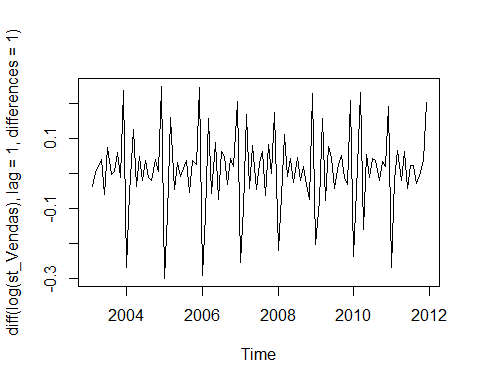 diff(log(st_Vendas), lag = 1, differences = 1)
0.1
-0.1
-0.3
2004 2006 2008 2010 2012
Time